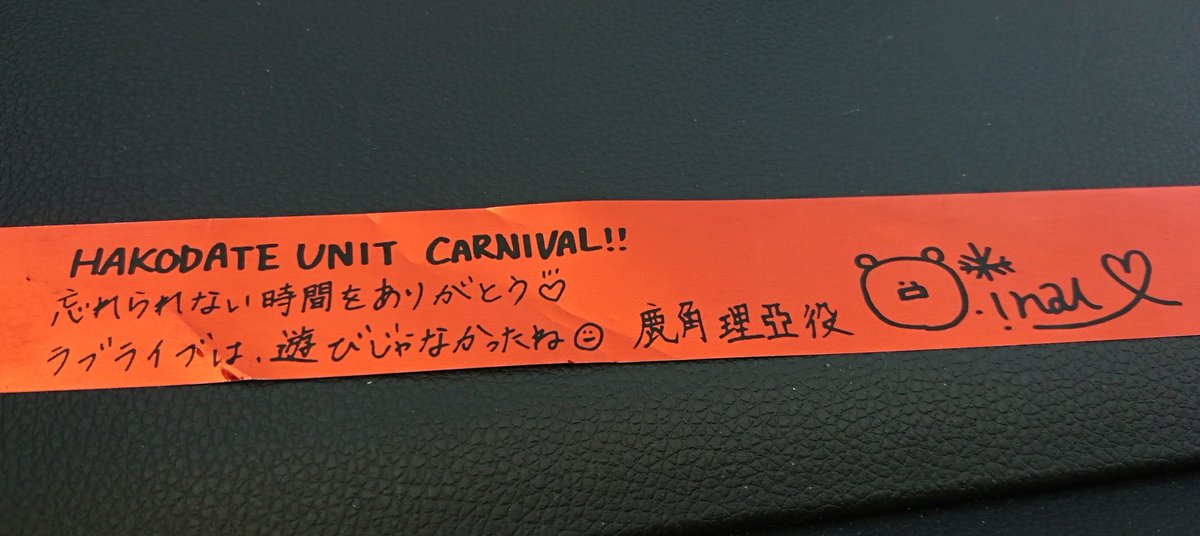 HAKODATE UNIT CARNIVAL!!
忘れられない時間をありがとう♡
ラブライブは、遊びじゃなかったね☺ 鹿角理亞役